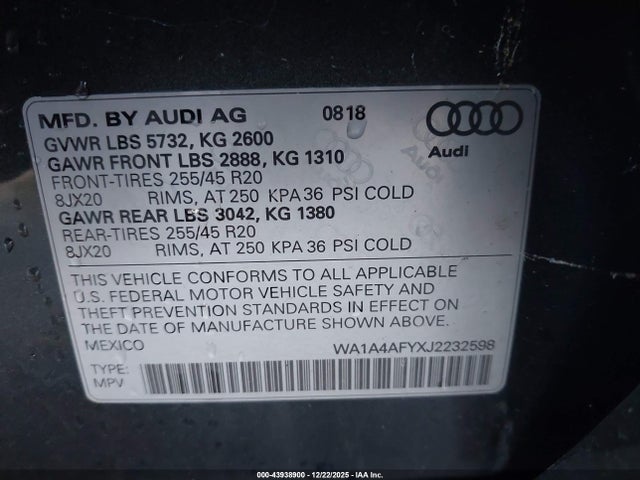 MFD. BY AUDI AG 0818
Audi
GVWR LBS 5732, KG 2600
GAWR FRONT LBS 2888, KG 1310
FRONT-TIRES 255/45 R20
8JX20 RIMS, AT 250 KPA 36 PSI COLD
GAWR REAR LBS 3042, KG 1380
REAR-TIRES 255/45 R20
8JX20 RIMS, AT 250 KPA 36 PSI COLD
THIS VEHICLE CONFORMS TO ALL APPLICABLE
U.S. FEDERAL MOTOR VEHICLE SAFETY AND
THEFT PREVENTION STANDARDS IN EFFECT ON
THE DATE OF MANUFACTURE SHOWN ABOVE.
MEXICO WA1A4AFYXJ2232598
TYPE:
MPV
000-43938900 - 12/22/2025 - IAA Inc.